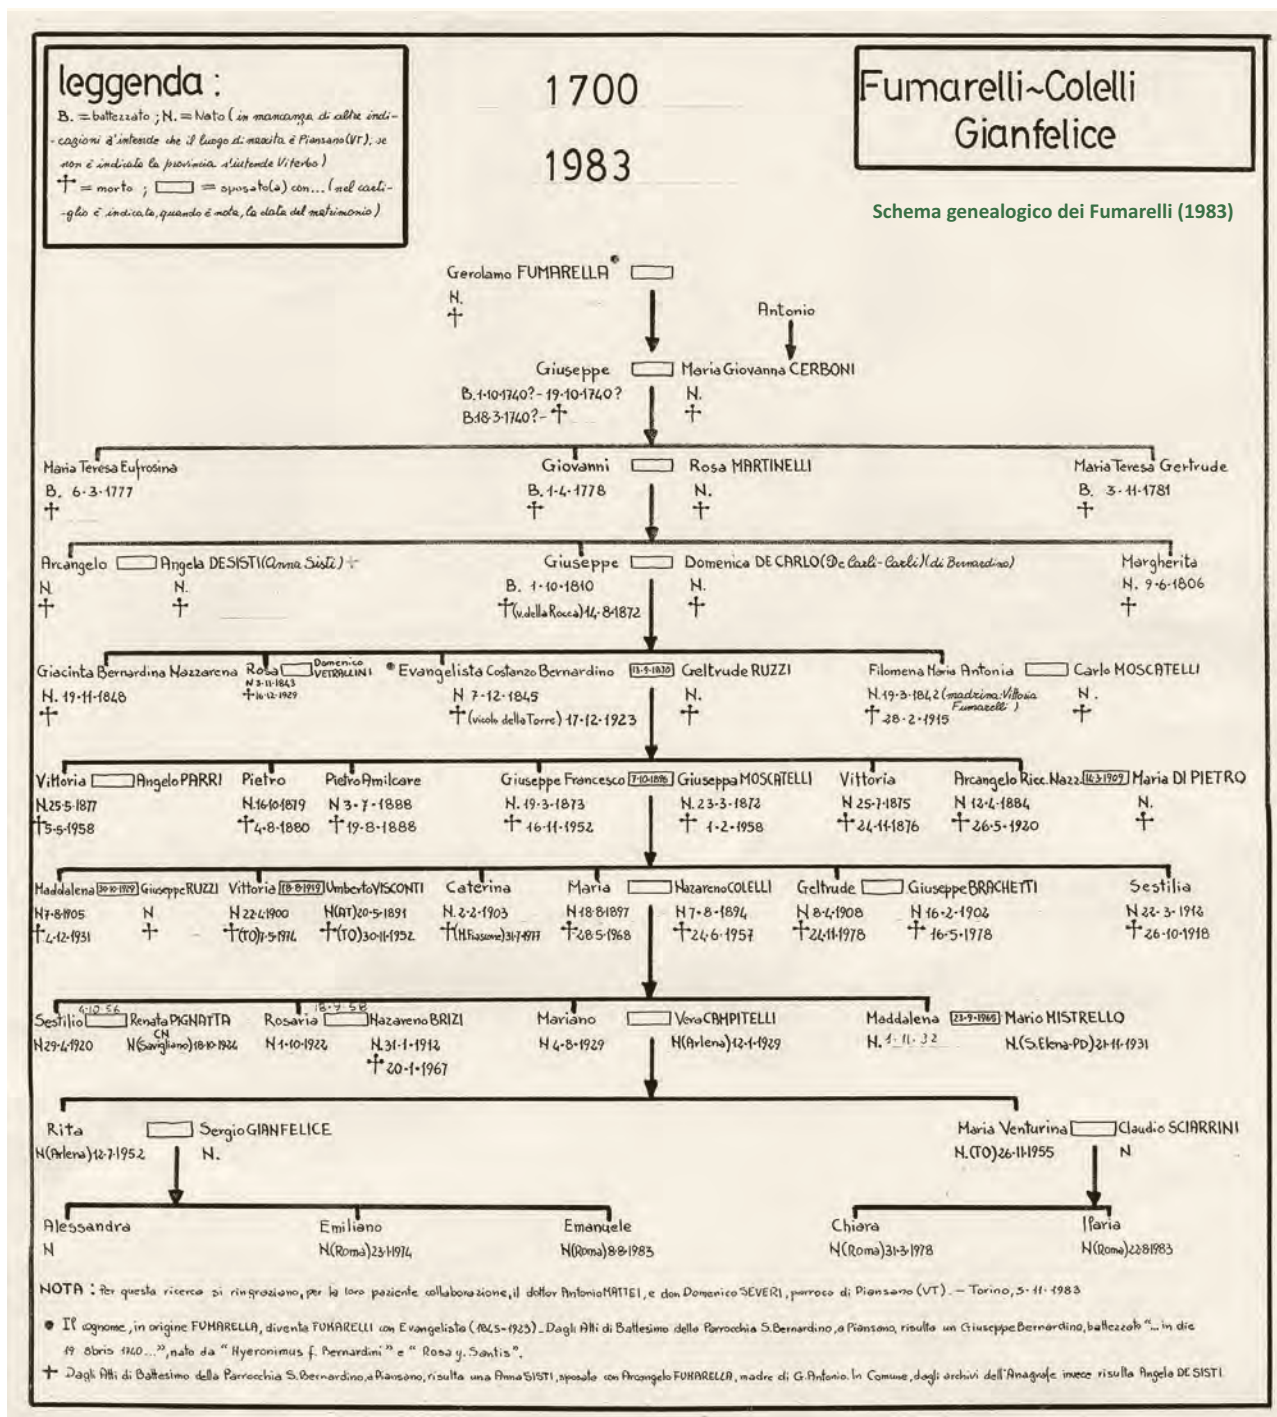 leggenda :
B. = battezzato ; N. = Nato (in mancanza di altre indi-
-cazioni s'intende che il luogo di nascita è Piansano (VT); se
non è indicata la provincia s'intende Viterbo)
✝ = morto ; = sposato(a) con... (nel carti-
-glio è indicata, quando è nota, la data del matrimonio)
1700
1983
Fumarelli~Colelli
Gianfelice
Schema genealogico dei Fumarelli (1983)
Gerolamo FUMARELLA •
N.
✝
Antonio
Giuseppe Maria Giovanna CERBONI
B. 1-10-1740? - 19-10-1740? N.
B. 18-3-1740? - ✝ ✝
Maria Teresa Eufrosina Giovanni Rosa MARTINELLI Maria Teresa Gertrude
B. 6-3-1777 B. 1-4-1778 N. B. 3-11-1781
✝ ✝ ✝ ✝
Arcangelo Angela DESISTI (Anna Sisti) ✝ Giuseppe Domenica DE CARLO (De Carli-Carli) (di Bernardino) Margherita
N. N. B. 1-10-1810 N. N. 9-6-1806
✝ ✝ ✝ (v. della Rocca) 14-8-1872 ✝ ✝
Giacinta Bernardina Nazzarena Rosa Domenico VETRALLINI • Evangelista Costanzo Bernardino 13-9-1870 Geltrude RUZZI Filomena Maria Antonia Carlo MOSCATELLI
N. 19-11-1848 N 3-11-1843 N 7-12-1845 N. N. 19-3-1842 (madrina: Vittoria Fumarelli) N.
✝ ✝ 16-12-1929 ✝ (vicolo della Torre) 17-12-1923 ✝ ✝ 28-2-1915 ✝
Vittoria Angelo PARRI Pietro Pietro Amilcare Giuseppe Francesco 7-10-1896 Giuseppa MOSCATELLI Vittoria Arcangelo Ricc. Nazz. 14-3-1909 Maria DI PIETRO
N. 25-5-1877 N. 16-10-1879 N 3-7-1888 N. 19-3-1873 N. 23-3-1872 N 25-7-1875 N 12-4-1884 N.
✝ 5-5-1958 ✝ 4-8-1880 ✝ 19-8-1888 ✝ 16-11-1952 ✝ 1-2-1958 ✝ 24-11-1876 ✝ 26-5-1920 ✝
Maddalena 30-10-1929 Giuseppe RUZZI Vittoria 18-8-1919 Umberto VISCONTI Caterina Maria Nazareno COLELLI Geltrude Giuseppe BRACHETTI Sestilia
N 7-8-1905 N N 22-4-1900 N (AT) 20-5-1891 N. 2-2-1903 N 18-8-1897 N 7-8-1894 N 8-4-1908 N 16-2-1902 N 22-3-1912
✝ 4-12-1931 ✝ ✝ (TO) 7-5-1974 ✝ (TO) 30-11-1952 ✝ (M.Fiascone) 31-7-1977 ✝ 28-5-1968 ✝ 24-6-1957 ✝ 24-11-1978 ✝ 16-5-1978 ✝ 26-10-1918
Sestilio 4-10-56 Renata PIGNATTA Rosaria 18-9-58 Nazareno BRIZI Mariano Vera CAMPITELLI Maddalena 23-9-1965 Mario MISTRELLO
N 29-4-1920 N (Savigliano) CN 18-10-1924 N 1-10-1922 N. 31-1-1912 N 4-8-1929 N (Arlena) 12-1-1929 N. 1-11-32 N. (S.Elena-PD) 21-11-1931
✝ 20-1-1967
Rita Sergio GIANFELICE Maria Venturina Claudio SCIARRINI
N (Arlena) 12-7-1952 N. N. (TO) 26-11-1955 N
Alessandra Emiliano Emanuele Chiara Ilaria
N N (Roma) 23-1-1974 N (Roma) 8-8-1983 N (Roma) 31-3-1978 N (Roma) 22-8-1983
NOTA : Per questa ricerca si ringraziano, per la loro paziente collaborazione, il dottor Antonio MATTEI, e don Domenico SEVERI, parroco di Piansano (VT). — Torino, 5-11-1983
• Il cognome, in origine FUMARELLA, diventa FUMARELLI con Evangelista (1845-1923). Dagli Atti di Battesimo della Parrocchia S. Bernardino, a Piansano, risulta un Giuseppe Bernardino, battezzato "... in die
19 8bris 1740...", nato da " Hyeronimus f. Bernardini " e " Rosa y. Santis ".
✝ Dagli Atti di Battesimo della Parrocchia S. Bernardino, a Piansano, risulta una Anna SISTI, sposata con Arcangelo FUMARELLA, madre di G. Antonio. In Comune, dagli archivi dell'Anagrafe invece risulta Angela DE SISTI.